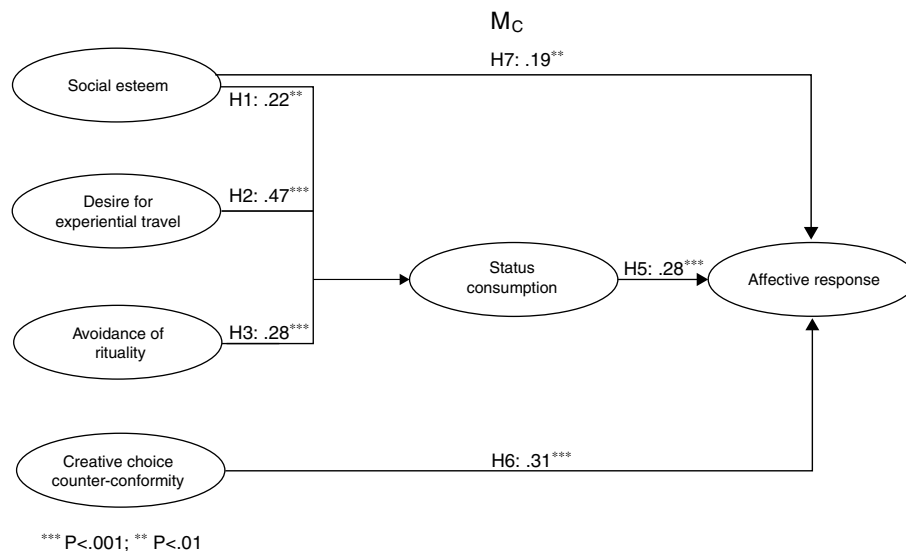 M_C
H7: .19**
Social esteem
H1: .22**
H2: .47***
Desire for
experiential travel
Status
consumption
H5: .28***
Affective response
Avoidance of
rituality
H3: .28***
Creative choice
counter-conformity
H6: .31***
*** P<.001; ** P<.01